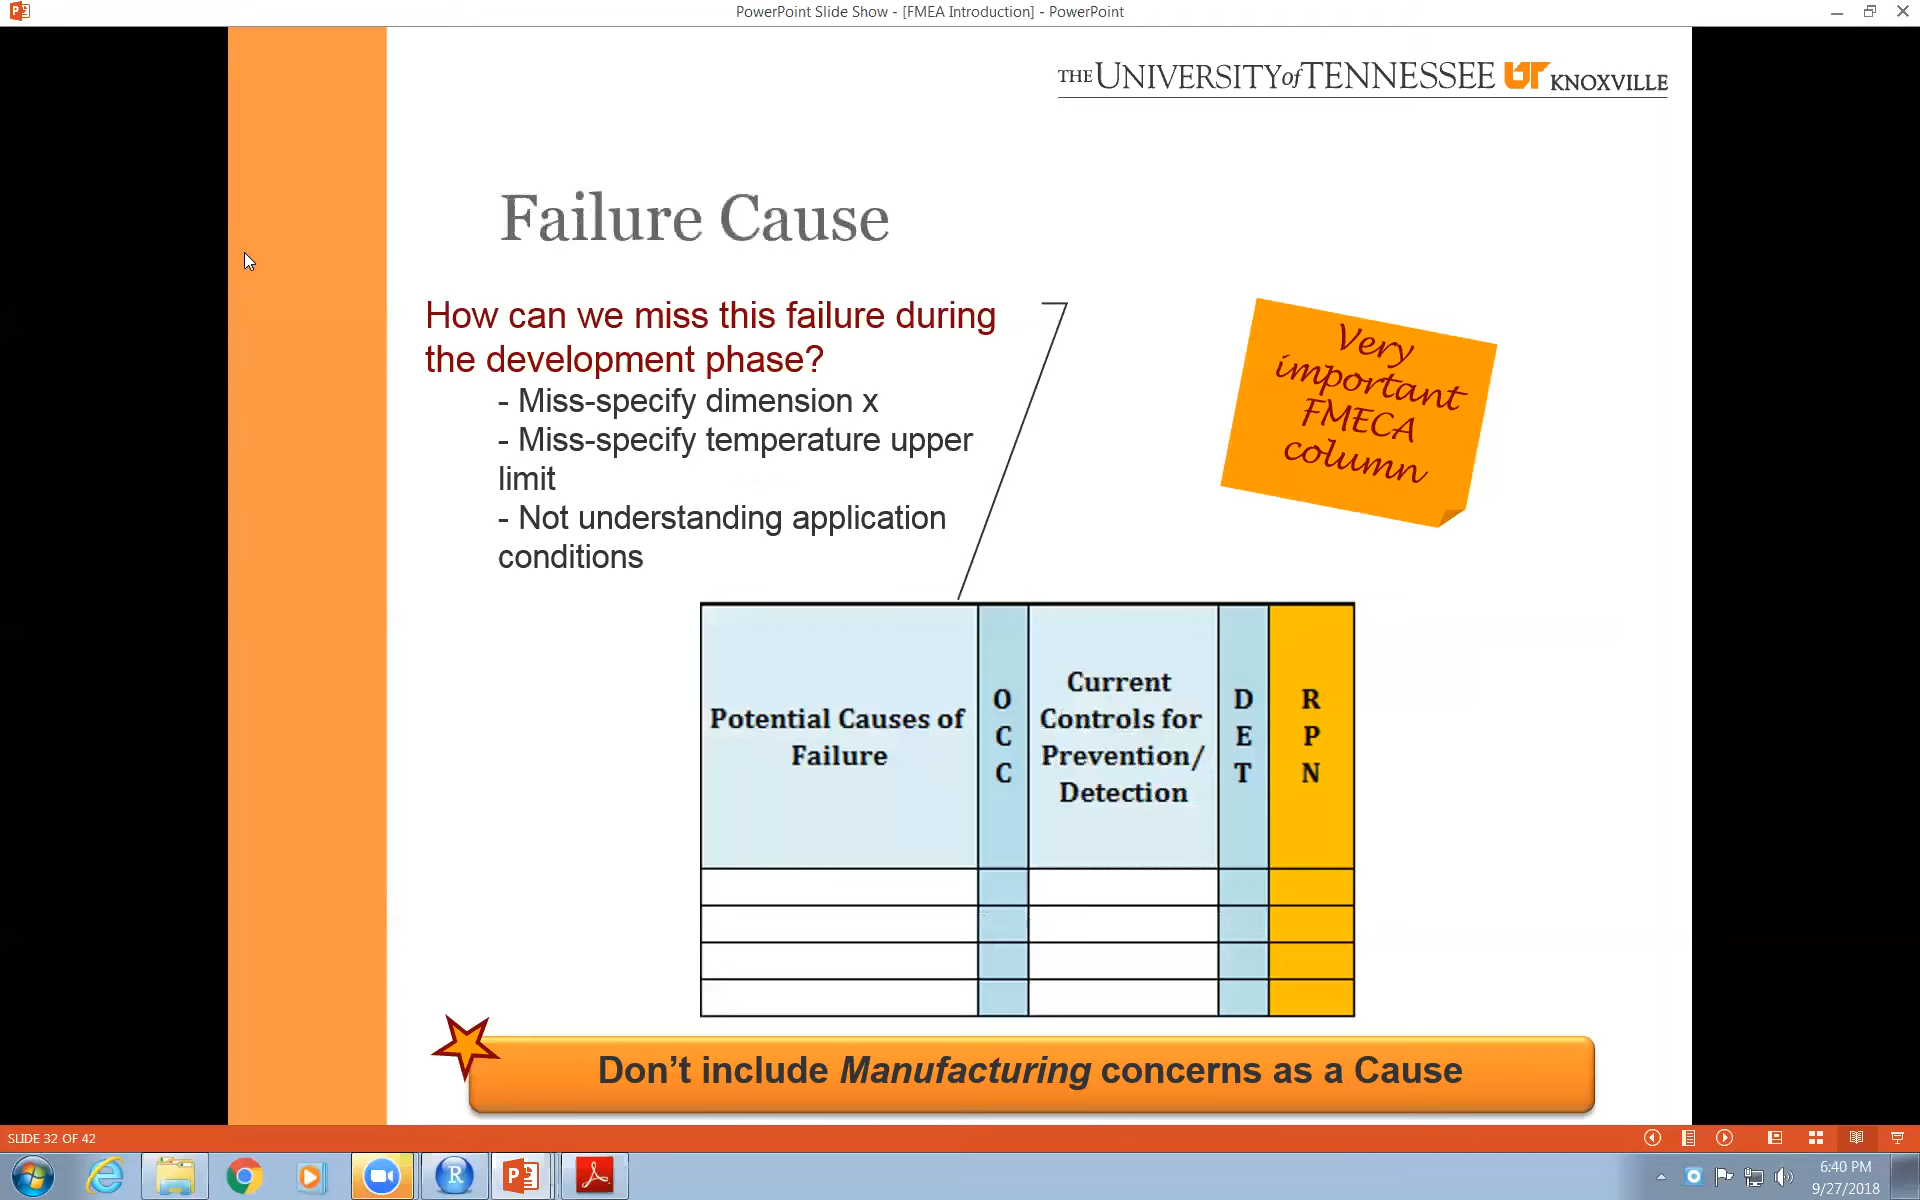 PowerPoint Slide Show - [FMEA Introduction] - PowerPoint
THE UNIVERSITY of TENNESSEE UT KNOXVILLE
Failure Cause
How can we miss this failure during
the development phase?
- Miss-specify dimension x
- Miss-specify temperature upper
limit
- Not understanding application
conditions
Very
important
FMECA
column
Potential Causes of
Failure
O
C
C
Current
Controls for
Prevention/
Detection
D
E
T
R
P
N
Don't include Manufacturing concerns as a Cause
SLIDE 32 OF 42
6:40 PM
9/27/2018